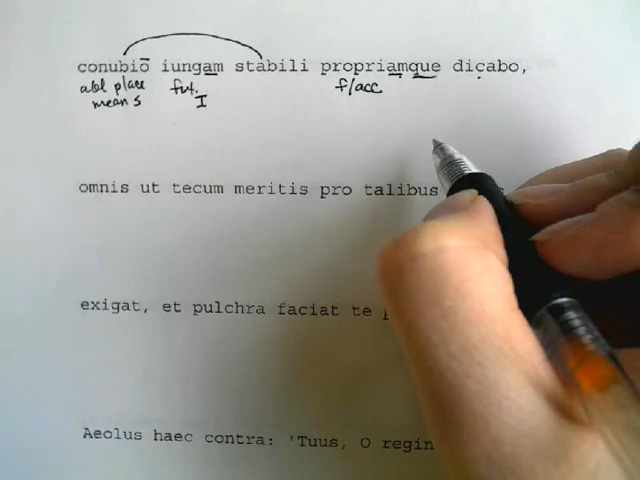 conubiō iungam stabili propriamque dicabo,
abl place fut. f/acc
means I
omnis ut tecum meritis pro talibus
exigat, et pulchra faciat te
Aeolus haec contra: 'Tuus, O regin